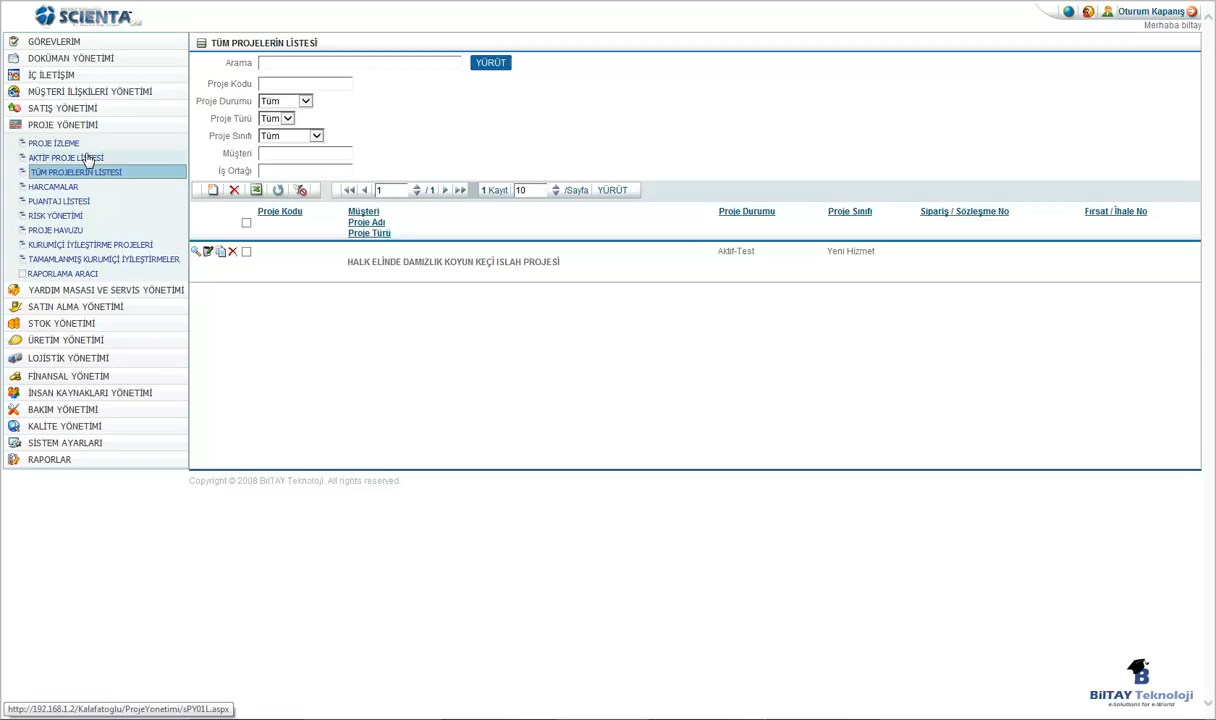 BİLTAY TEKNOLOJİ
SCIENTA
Oturum Kapanış
Merhaba biltay
GÖREVLERİM
DOKÜMAN YÖNETİMİ
İÇ İLETİŞİM
MÜŞTERİ İLİŞKİLERİ YÖNETİMİ
SATIŞ YÖNETİMİ
PROJE YÖNETİMİ
PROJE İZLEME
AKTİF PROJE LİSTESİ
TÜM PROJELERİN LİSTESİ
HARCAMALAR
PUANTAJ LİSTESİ
RİSK YÖNETİMİ
PROJE HAVUZU
KURUMİÇİ İYİLEŞTİRME PROJELERİ
TAMAMLANMIŞ KURUMİÇİ İYİLEŞTİRMELER
RAPORLAMA ARACI
YARDIM MASASI VE SERVİS YÖNETİMİ
SATIN ALMA YÖNETİMİ
STOK YÖNETİMİ
ÜRETİM YÖNETİMİ
LOJİSTİK YÖNETİMİ
FİNANSAL YÖNETİM
İNSAN KAYNAKLARI YÖNETİMİ
BAKIM YÖNETİMİ
KALİTE YÖNETİMİ
SİSTEM AYARLARI
RAPORLAR
TÜM PROJELERİN LİSTESİ
Arama YÜRÜT
Proje Kodu
Proje Durumu Tüm
Proje Türü Tüm
Proje Sınıfı Tüm
Müşteri
İş Ortağı
1 / 1 1 Kayıt 10 /Sayfa YÜRÜT
Proje Kodu Müşteri Proje Durumu Proje Sınıfı Sipariş / Sözleşme No Fırsat / İhale No
Proje Adı
Proje Türü
Aktif-Test Yeni Hizmet
HALK ELİNDE DAMIZLIK KOYUN KEÇİ ISLAH PROJESİ
Copyright © 2008 BilTAY Teknoloji. All rights reserved.
BilTAY Teknoloji
e-Solutions for e-World
http://192.168.1.2/Kalafatoglu/ProjeYonetimi/sPY01L.aspx